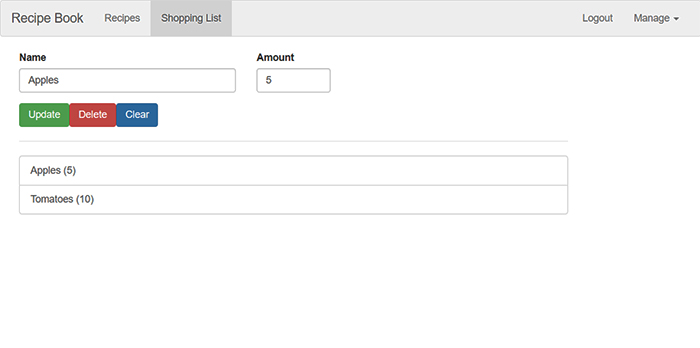 Recipe Book Recipes Shopping List Logout Manage
Name Amount
Apples 5
Update Delete Clear
Apples (5)
Tomatoes (10)